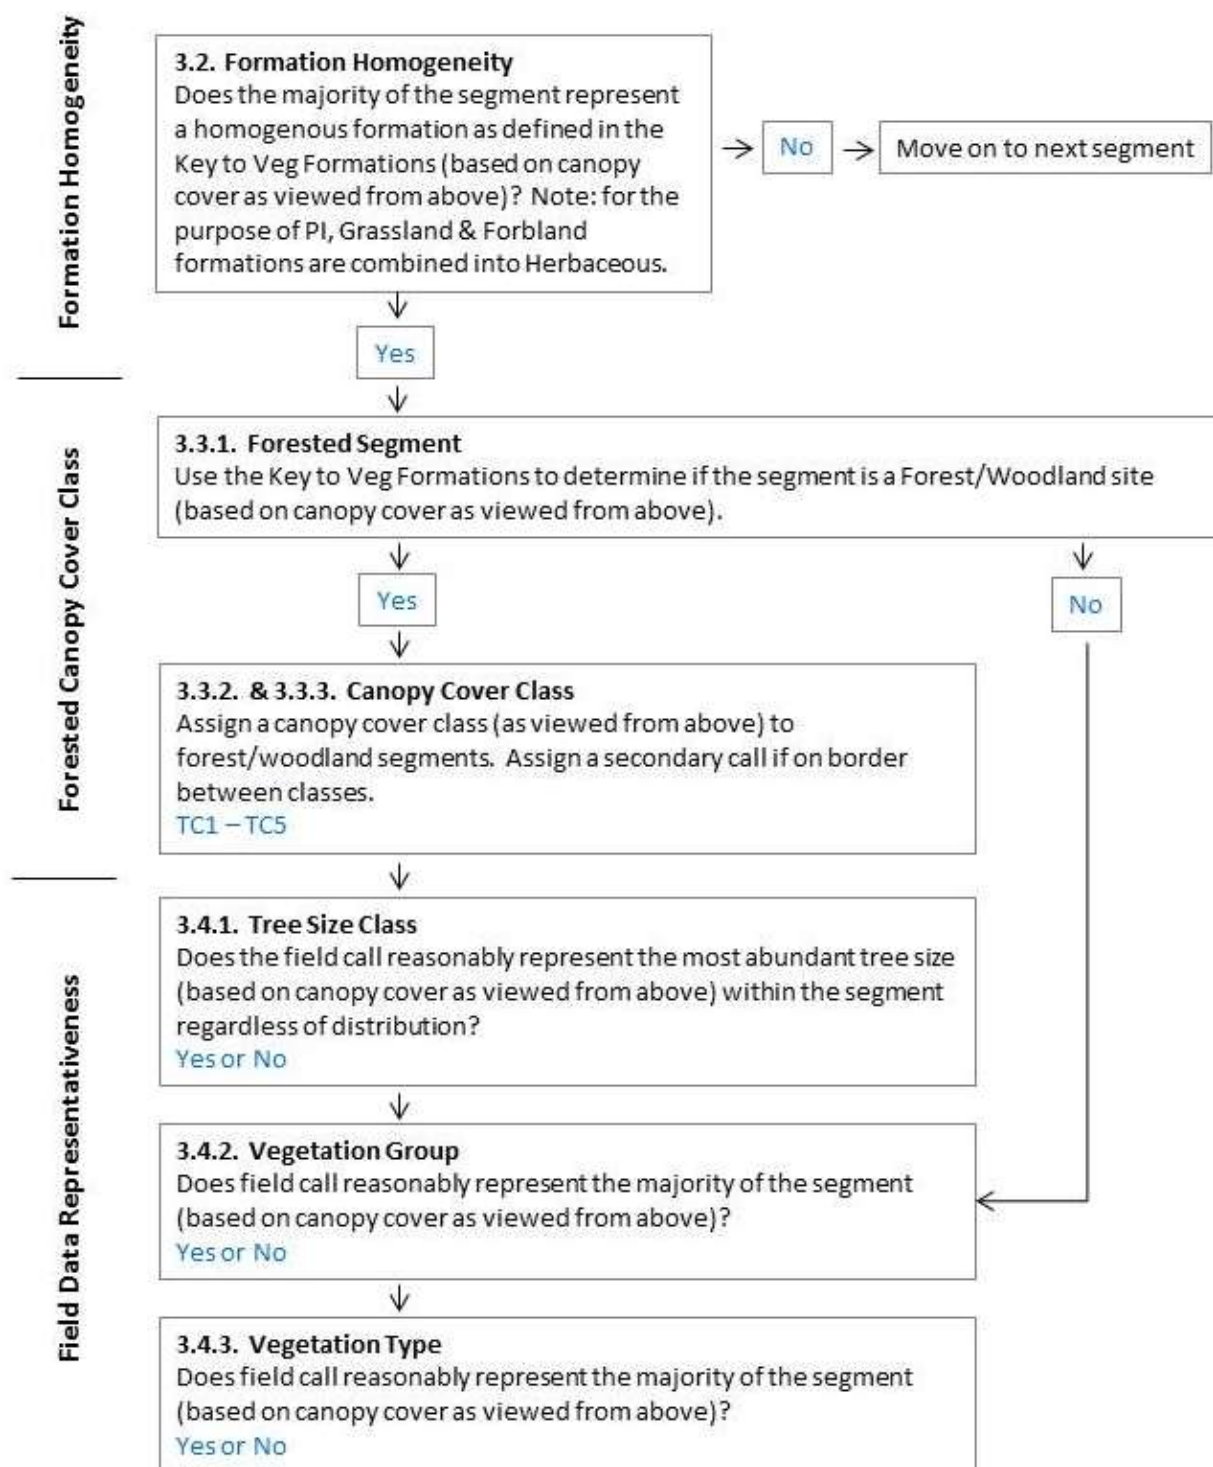 Formation Homogeneity
3.2. Formation Homogeneity
Does the majority of the segment represent
a homogenous formation as defined in the
Key to Veg Formations (based on canopy
cover as viewed from above)? Note: for the
purpose of PI, Grassland & Forbland
formations are combined into Herbaceous.
No
Move on to next segment
Yes
Forested Canopy Cover Class
3.3.1. Forested Segment
Use the Key to Veg Formations to determine if the segment is a Forest/Woodland site
(based on canopy cover as viewed from above).
Yes
No
3.3.2. & 3.3.3. Canopy Cover Class
Assign a canopy cover class (as viewed from above) to
forest/woodland segments. Assign a secondary call if on border
between classes.
TC1 – TC5
Field Data Representativeness
3.4.1. Tree Size Class
Does the field call reasonably represent the most abundant tree size
(based on canopy cover as viewed from above) within the segment
regardless of distribution?
Yes or No
3.4.2. Vegetation Group
Does field call reasonably represent the majority of the segment
(based on canopy cover as viewed from above)?
Yes or No
3.4.3. Vegetation Type
Does field call reasonably represent the majority of the segment
(based on canopy cover as viewed from above)?
Yes or No